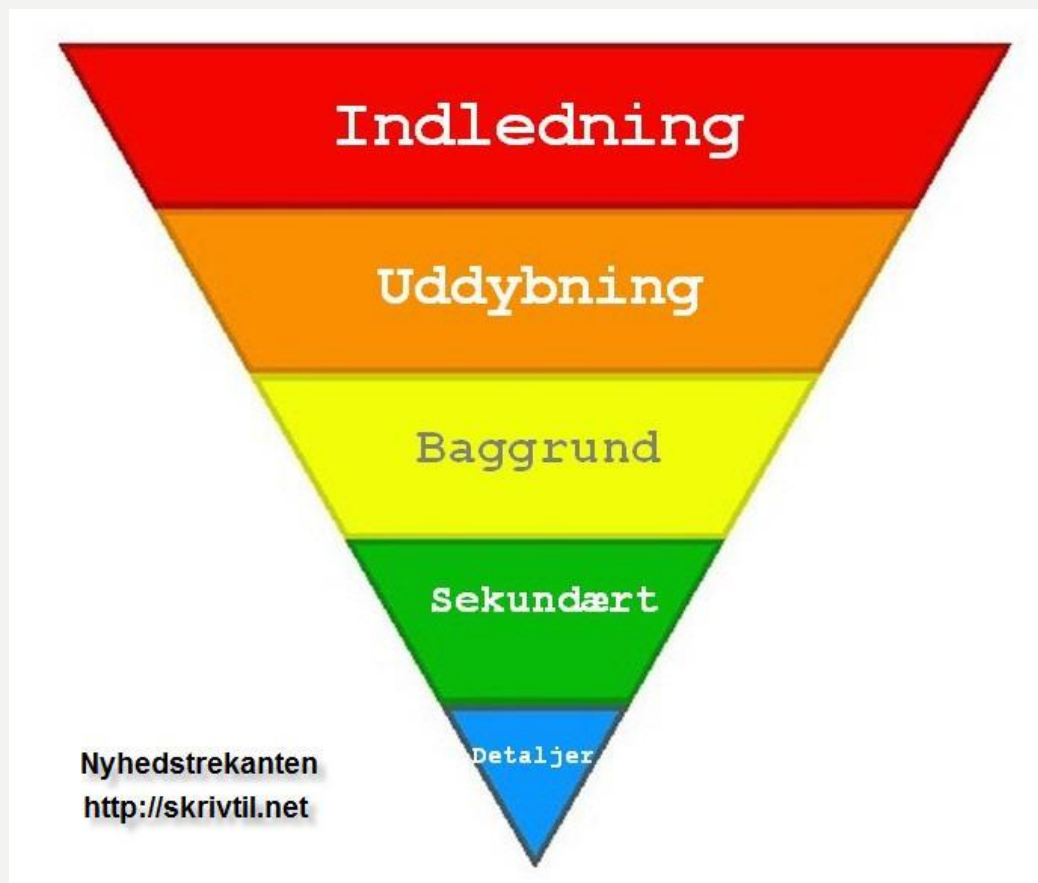 Indledning
Uddybning
Baggrund
Sekundært
Detaljer
Nyhedstrekanten
http://skrivtil.net